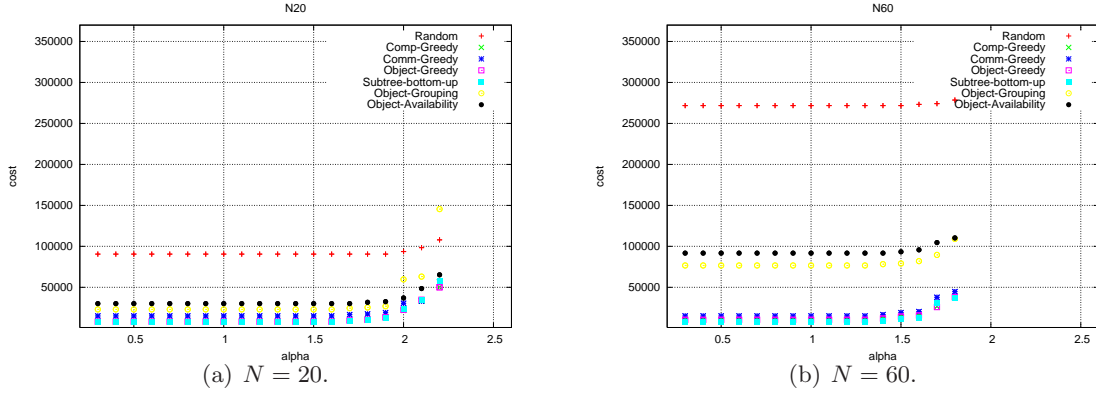 N20
350000
300000
250000
200000
150000
100000
50000
cost
Random
Comp-Greedy
Comm-Greedy
Object-Greedy
Subtree-bottom-up
Object-Grouping
Object-Availability
0.5
1
1.5
2
2.5
alpha
(a) N = 20.
N60
350000
300000
250000
200000
150000
100000
50000
cost
Random
Comp-Greedy
Comm-Greedy
Object-Greedy
Subtree-bottom-up
Object-Grouping
Object-Availability
0.5
1
1.5
2
2.5
alpha
(b) N = 60.